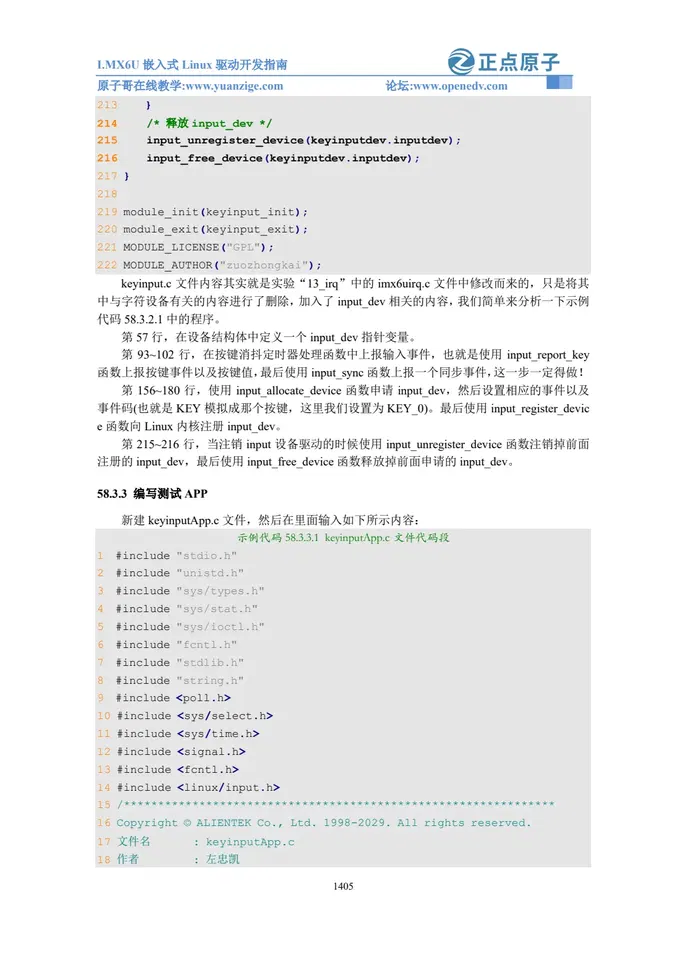 I.MX6U 嵌入式 Linux 驱动开发指南
正点原子
原子哥在线教学:www.yuanzige.com 论坛:www.openedv.com
213 }
214 /* 释放 input_dev */
215 input_unregister_device(keyinputdev.inputdev);
216 input_free_device(keyinputdev.inputdev);
217 }
218
219 module_init(keyinput_init);
220 module_exit(keyinput_exit);
221 MODULE_LICENSE("GPL");
222 MODULE_AUTHOR("zuozhongkai");
keyinput.c 文件内容其实就是实验“13_irq”中的 imx6uirq.c 文件中修改而来的，只是将其
中与字符设备有关的内容进行了删除，加入了 input_dev 相关的内容，我们简单来分析一下示例
代码 58.3.2.1 中的程序。
第 57 行，在设备结构体中定义一个 input_dev 指针变量。
第 93~102 行，在按键消抖定时器处理函数中上报输入事件，也就是使用 input_report_key
函数上报按键事件以及按键值，最后使用 input_sync 函数上报一个同步事件，这一步一定得做！
第 156~180 行，使用 input_allocate_device 函数申请 input_dev，然后设置相应的事件以及
事件码(也就是 KEY 模拟成那个按键，这里我们设置为 KEY_0)。最后使用 input_register_devic
e 函数向 Linux 内核注册 input_dev。
第 215~216 行，当注销 input 设备驱动的时候使用 input_unregister_device 函数注销掉前面
注册的 input_dev，最后使用 input_free_device 函数释放掉前面申请的 input_dev。
58.3.3 编写测试 APP
新建 keyinputApp.c 文件，然后在里面输入如下所示内容：
示例代码 58.3.3.1 keyinputApp.c 文件代码段
1 #include "stdio.h"
2 #include "unistd.h"
3 #include "sys/types.h"
4 #include "sys/stat.h"
5 #include "sys/ioctl.h"
6 #include "fcntl.h"
7 #include "stdlib.h"
8 #include "string.h"
9 #include <poll.h>
10 #include <sys/select.h>
11 #include <sys/time.h>
12 #include <signal.h>
13 #include <fcntl.h>
14 #include <linux/input.h>
15 /***************************************************************
16 Copyright © ALIENTEK Co., Ltd. 1998-2029. All rights reserved.
17 文件名 : keyinputApp.c
18 作者 : 左忠凯
1405